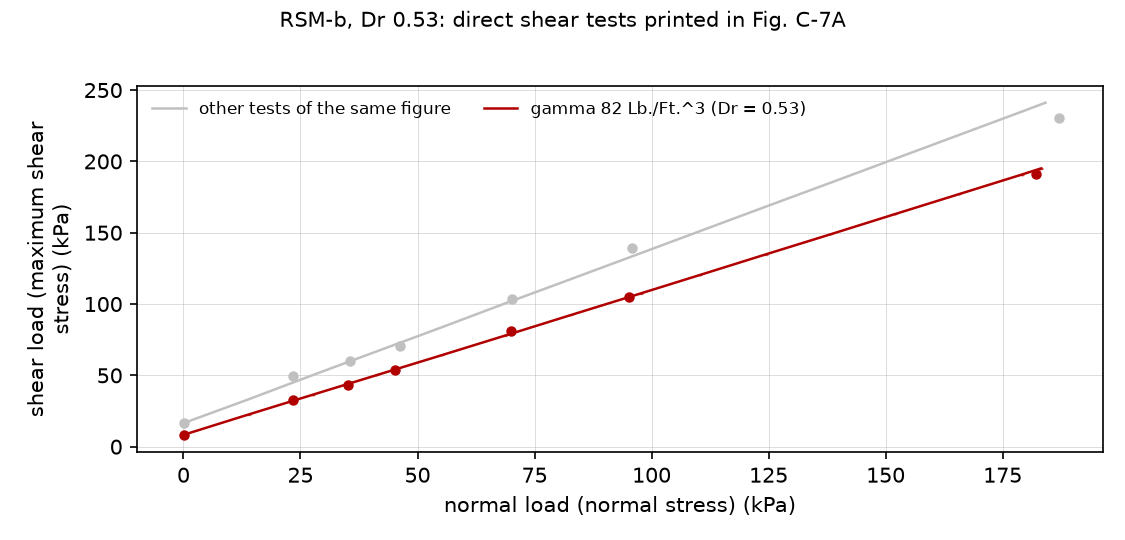 RSM-b, Dr 0.53: direct shear tests printed in Fig. C-7A
other tests of the same figure
gamma 82 Lb./Ft.^3 (Dr = 0.53)
shear load (maximum shear
stress) (kPa)
250
200
150
100
50
0
0
25
50
75
100
125
150
175
normal load (normal stress) (kPa)